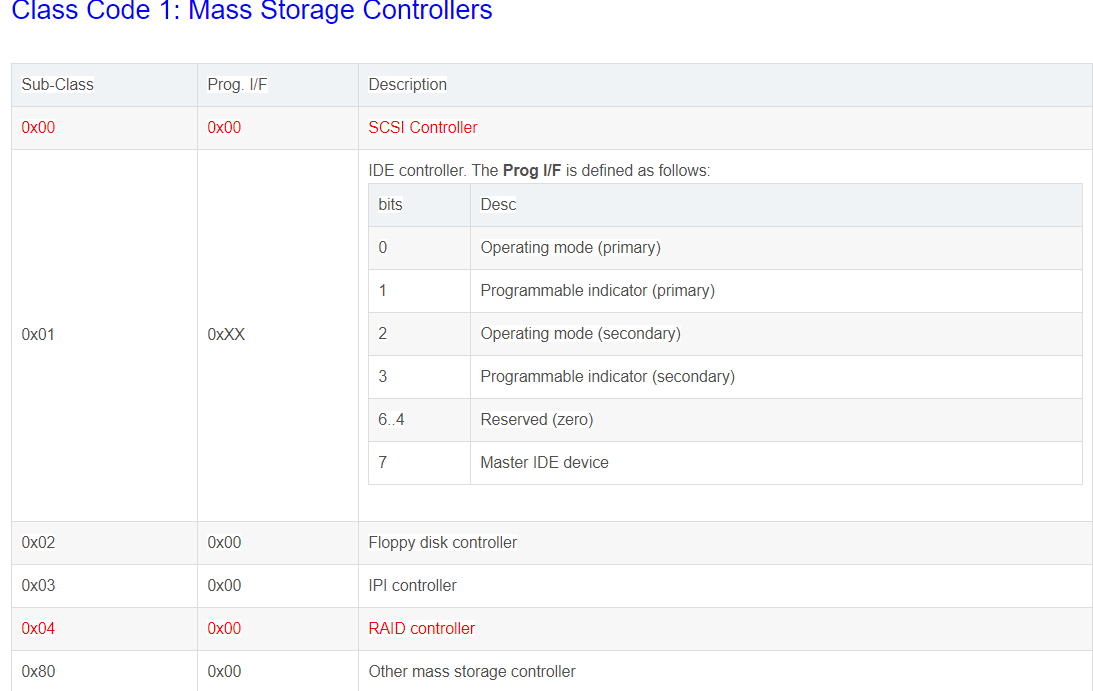 Class Code 1: Mass Storage Controllers
Sub-Class Prog. I/F Description
0x00 0x00 SCSI Controller
IDE controller. The Prog I/F is defined as follows:
bits Desc
0 Operating mode (primary)
1 Programmable indicator (primary)
0x01 0xXX 2 Operating mode (secondary)
3 Programmable indicator (secondary)
6..4 Reserved (zero)
7 Master IDE device
0x02 0x00 Floppy disk controller
0x03 0x00 IPI controller
0x04 0x00 RAID controller
0x80 0x00 Other mass storage controller